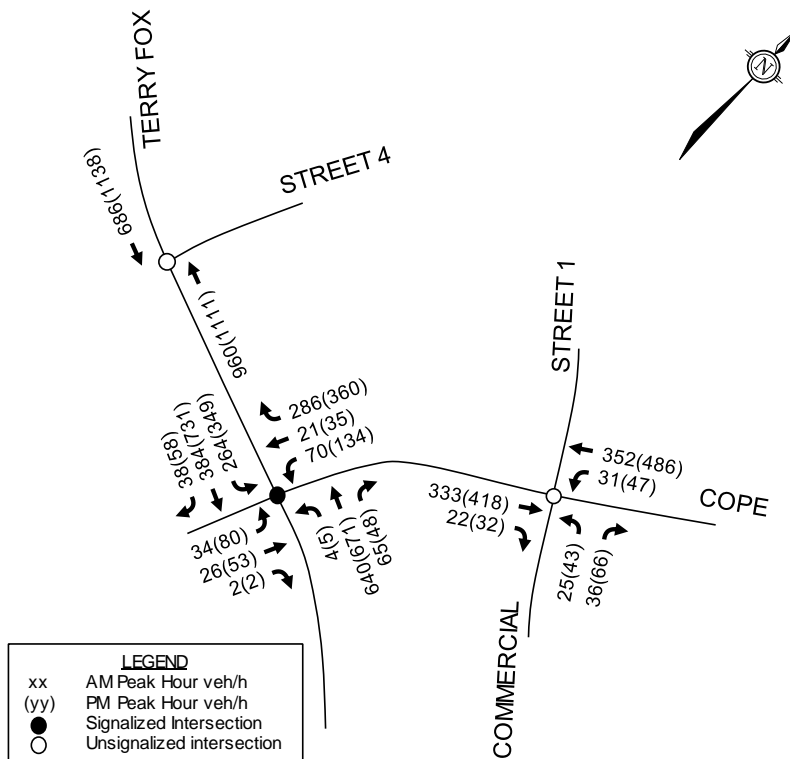 TERRY FOX
N
686(1138)
STREET 4
960(1111)
STREET 1
286(360)
21(35)
70(134)
38(58)
384(731)
264(349)
352(486)
31(47)
COPE
333(418)
22(32)
34(80)
26(53)
2(2)
4(5)
640(671)
65(48)
25(43)
36(66)
COMMERCIAL
LEGEND
xx AM Peak Hour veh/h
(yy) PM Peak Hour veh/h
Signalized Intersection
Unsignalized intersection